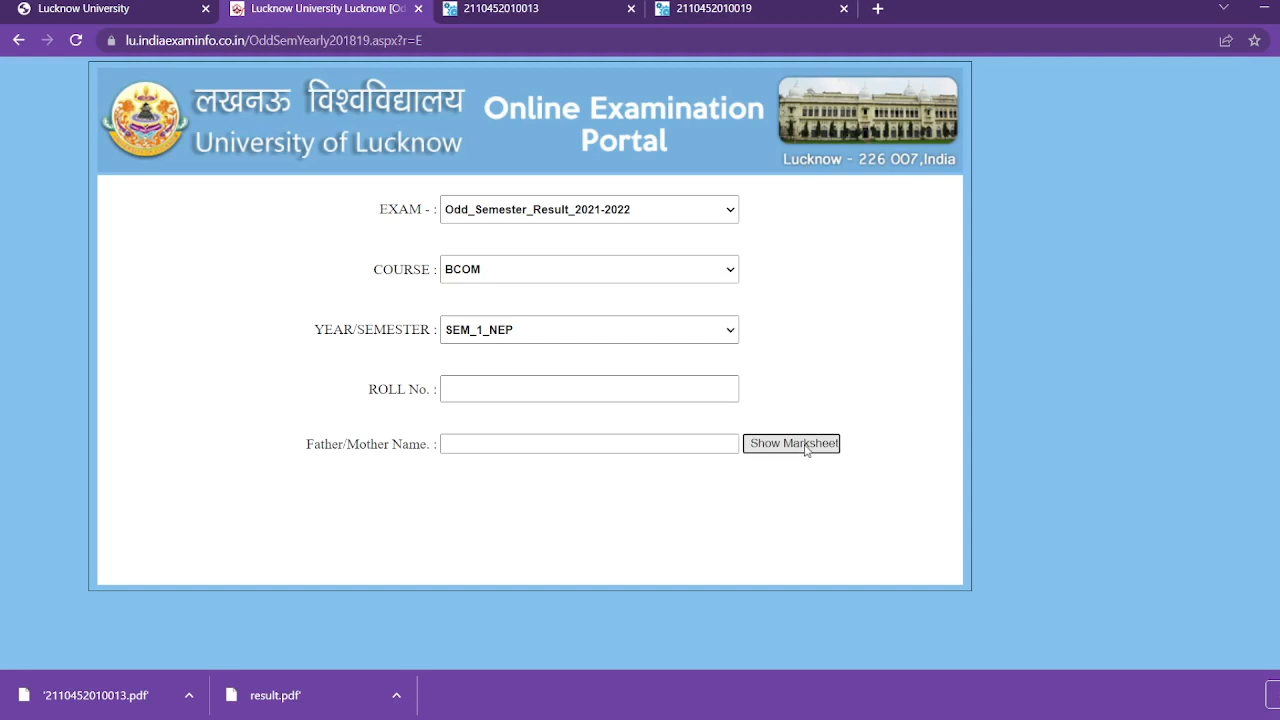 Lucknow University
Lucknow University Lucknow [Od
2110452010013
2110452010019
lu.indiaexaminfo.co.in/OddSemYearly201819.aspx?r=E
लखनऊ विश्वविद्यालय
University of Lucknow
Online Examination
Portal
Lucknow - 226 007,India
EXAM - : Odd_Semester_Result_2021-2022
COURSE : BCOM
YEAR/SEMESTER : SEM_1_NEP
ROLL No. :
Father/Mother Name. : Show Marksheet
'2110452010013.pdf'
result.pdf'